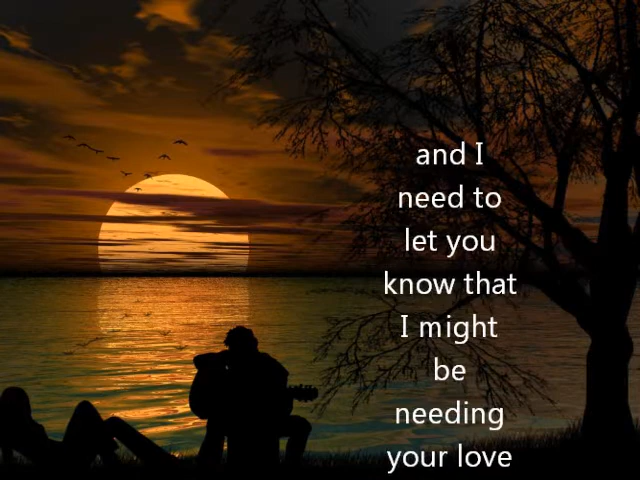 and I
need to
let you
know that
I might
be
needing
your love